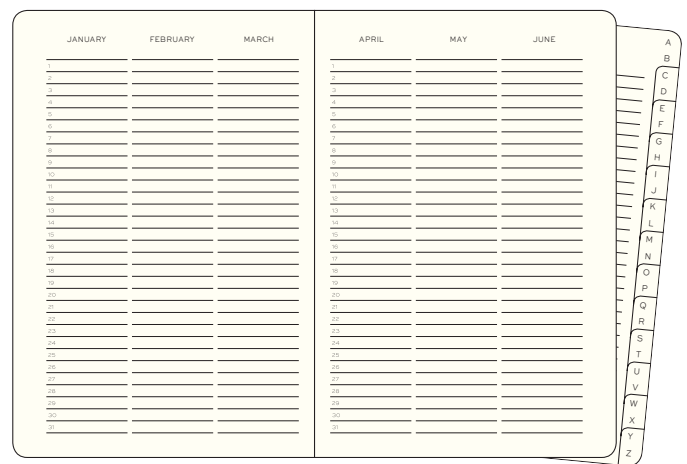 JANUARY FEBRUARY MARCH
1
2
3
4
5
6
7
8
9
10
11
12
13
14
15
16
17
18
19
20
21
22
23
24
25
26
27
28
29
30
31
APRIL MAY JUNE
1
2
3
4
5
6
7
8
9
10
11
12
13
14
15
16
17
18
19
20
21
22
23
24
25
26
27
28
29
30
31
A
B
C
D
E
F
G
H
I
J
K
L
M
N
O
P
Q
R
S
T
U
V
W
X
Y
Z